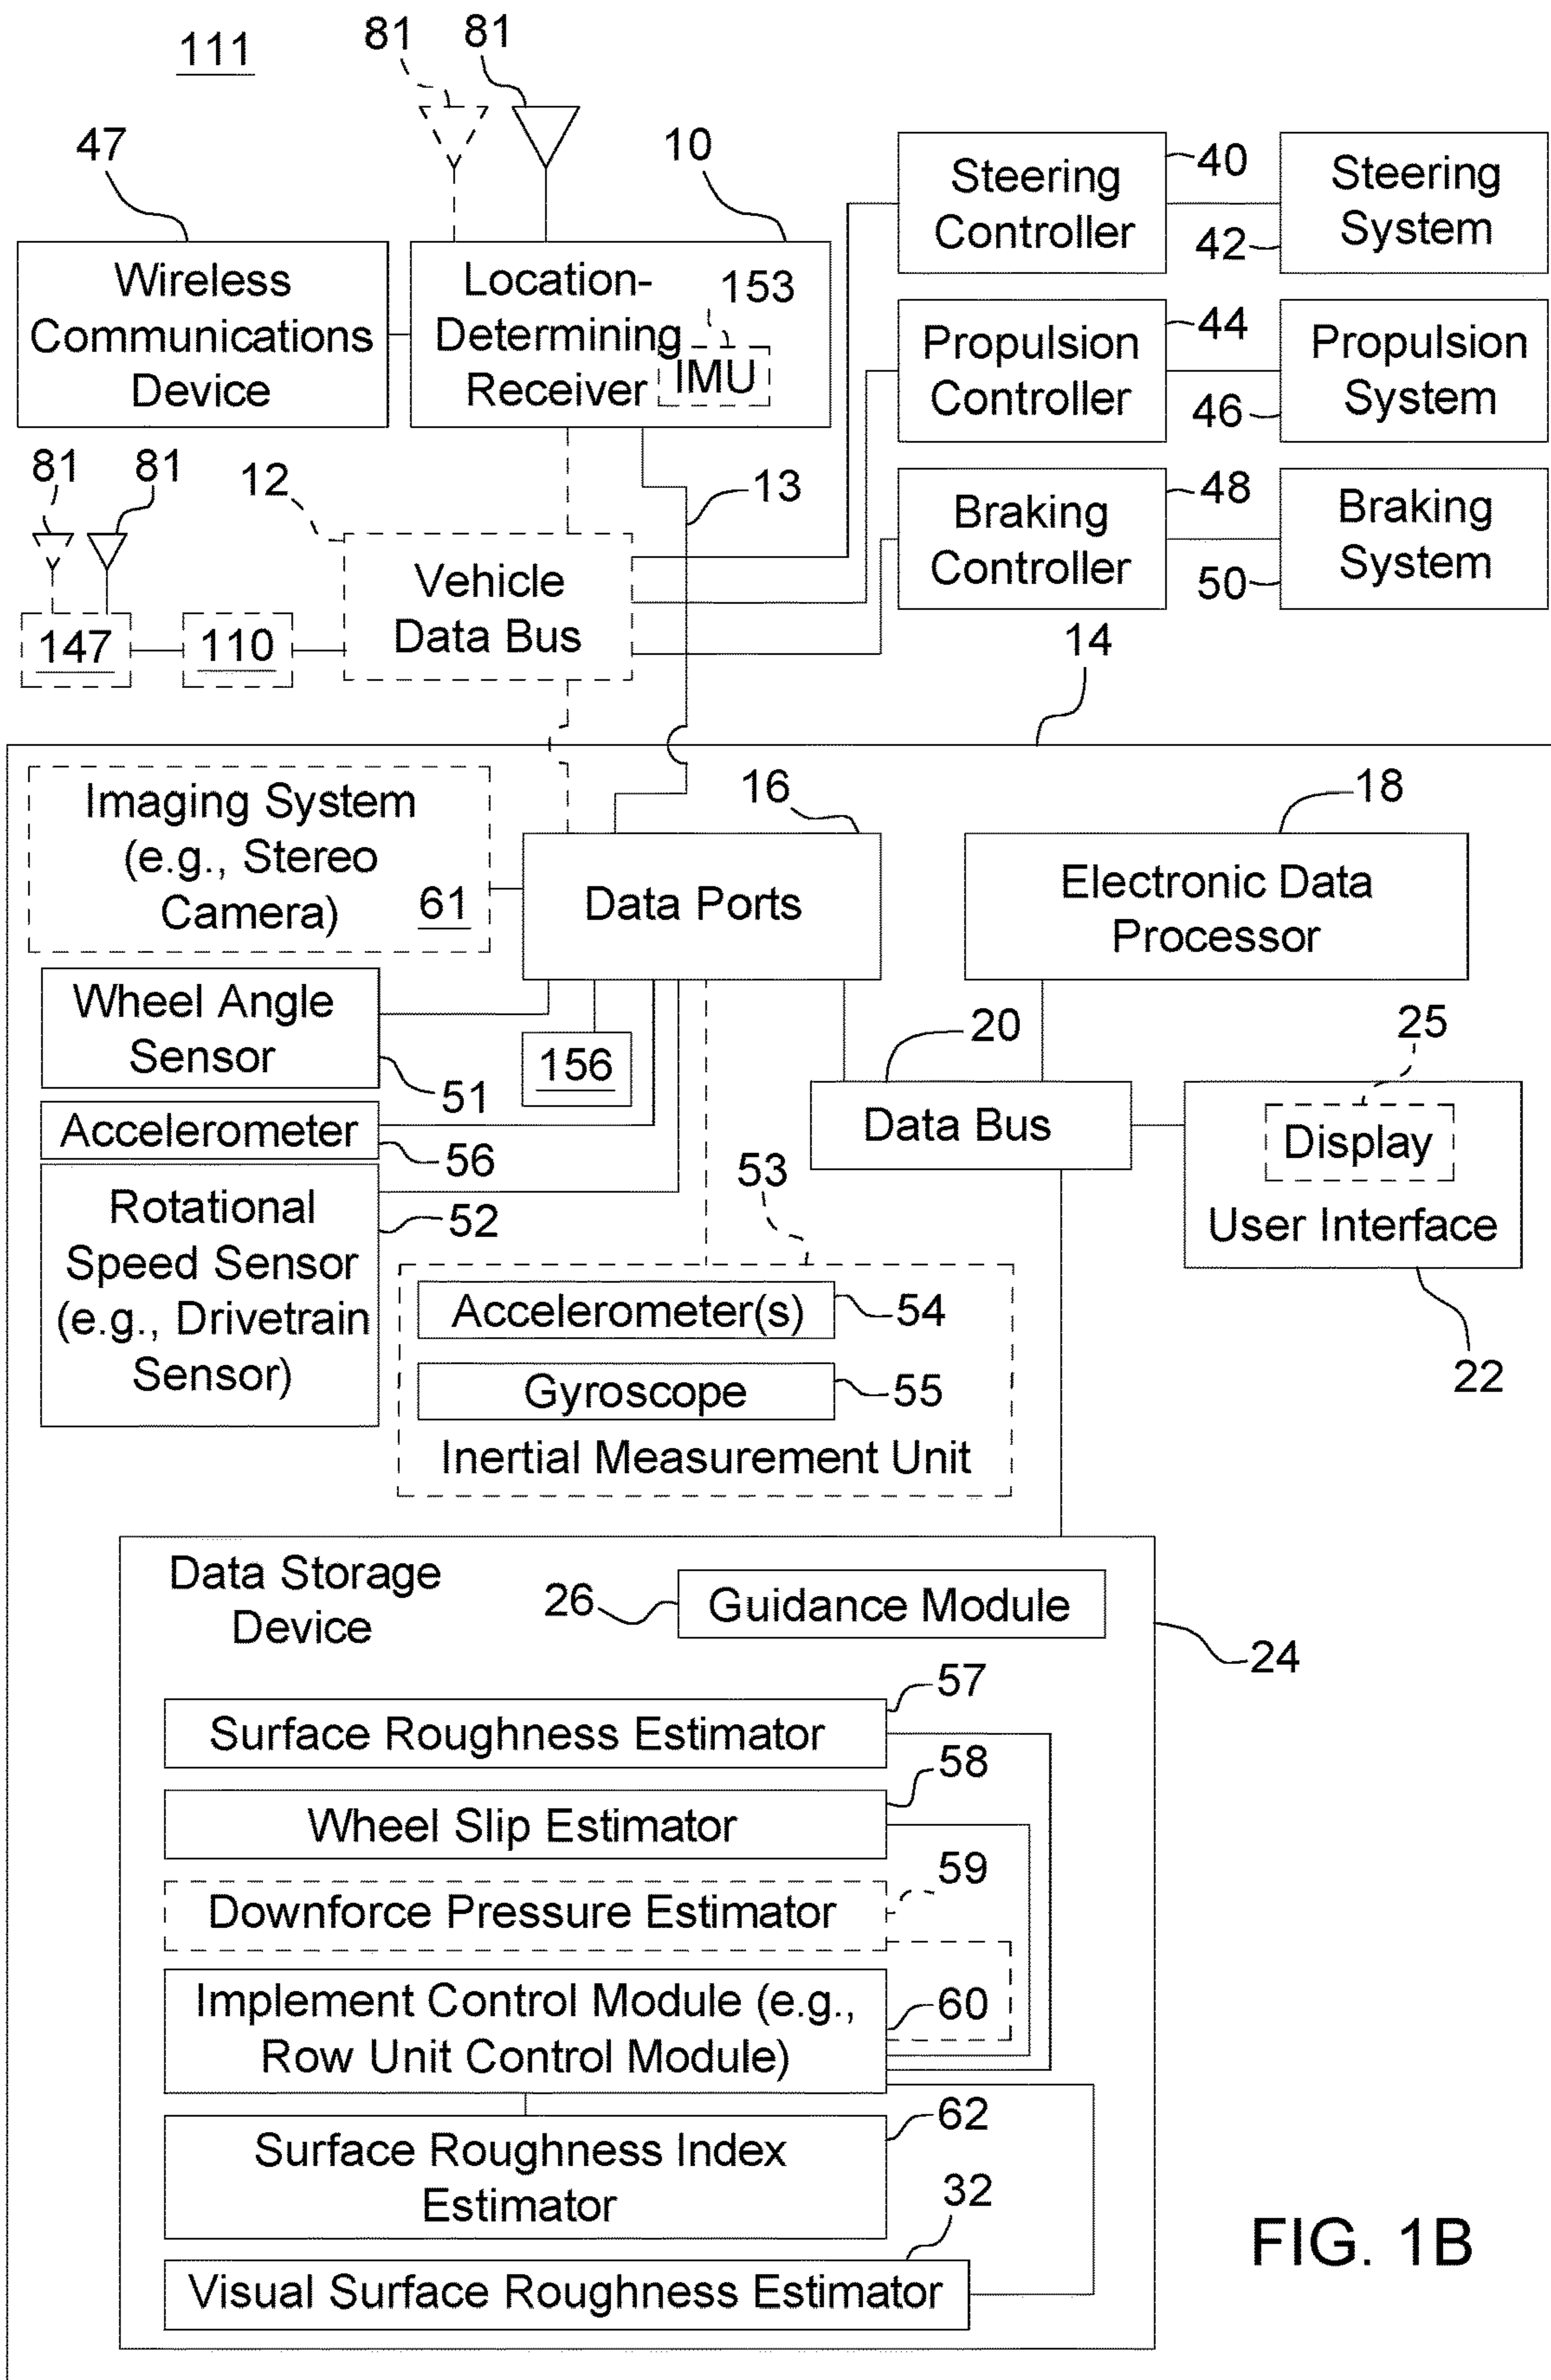 111
81
81
47
10
40
Steering
Controller
Steering
System
42
Wireless
Communications
Device
Location-
Determining
Receiver
153
IMU
44
Propulsion
Controller
Propulsion
System
46
81
81
12
13
48
Braking
Controller
Braking
System
50
Vehicle
Data Bus
147
110
14
Imaging System
(e.g., Stereo
Camera)
61
16
18
Data Ports
Electronic Data
Processor
Wheel Angle
Sensor
51
156
20
25
Accelerometer
56
Data Bus
Display
User Interface
22
Rotational
Speed Sensor
(e.g., Drivetrain
Sensor)
52
53
Accelerometer(s)
54
Gyroscope
55
Inertial Measurement Unit
Data Storage
Device
26
Guidance Module
24
57
Surface Roughness Estimator
58
Wheel Slip Estimator
59
Downforce Pressure Estimator
Implement Control Module (e.g.,
Row Unit Control Module)
60
62
Surface Roughness Index
Estimator
32
Visual Surface Roughness Estimator
FIG. 1B